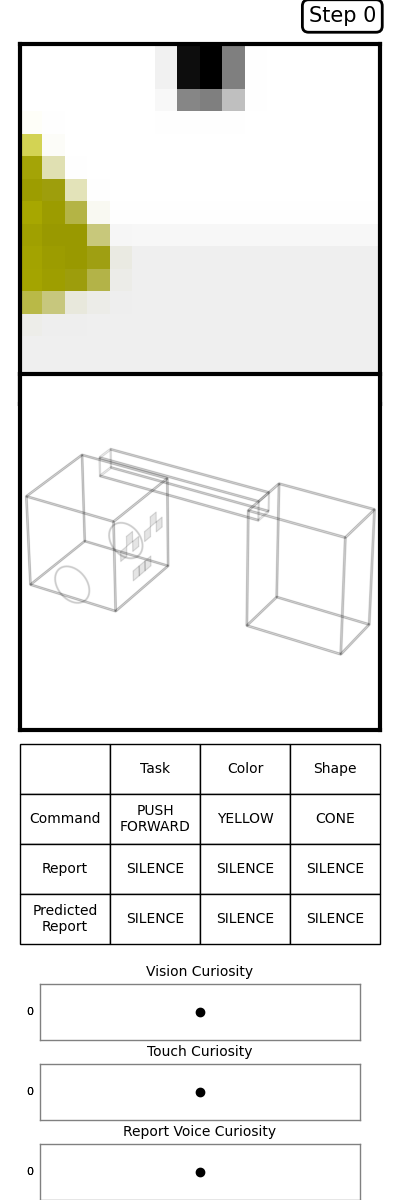 Step 0
Task Color Shape
Command PUSH FORWARD YELLOW CONE
Report SILENCE SILENCE SILENCE
Predicted Report SILENCE SILENCE SILENCE
Vision Curiosity
0
Touch Curiosity
0
Report Voice Curiosity
0